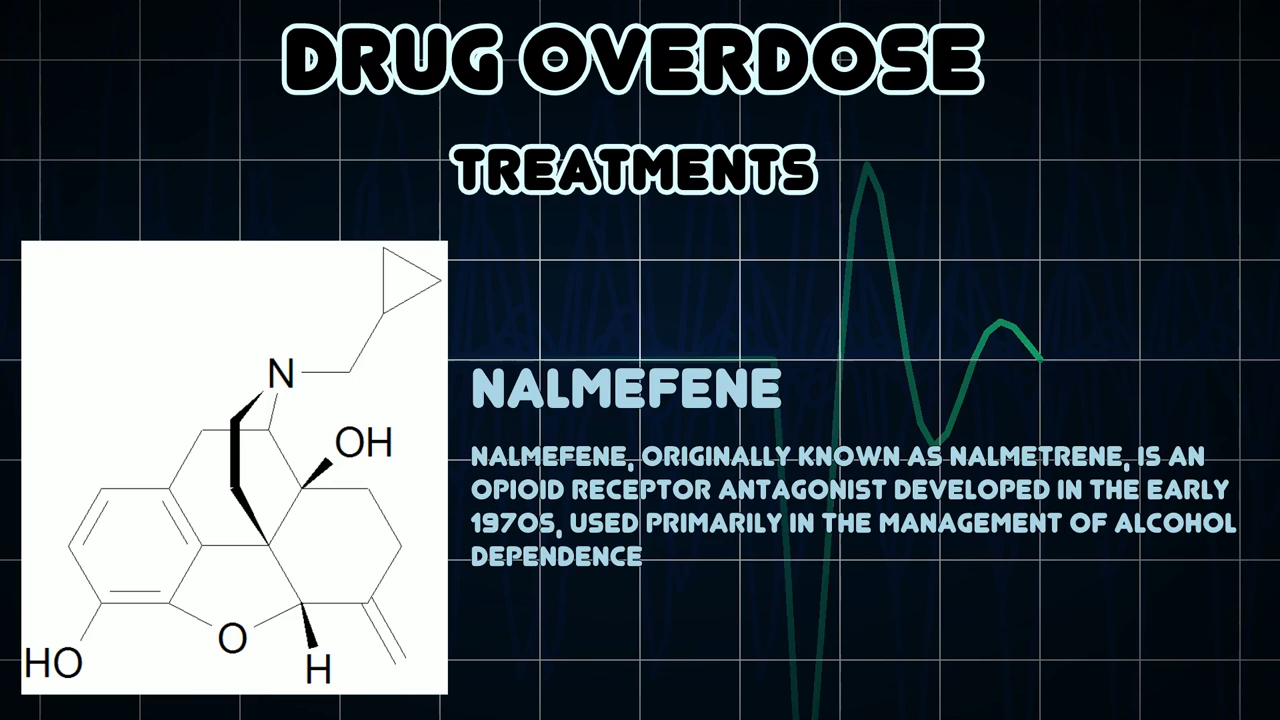 DRUG OVERDOSE
TREATMENTS
N
OH
O
HO
H
NALMEFENE
NALMEFENE, ORIGINALLY KNOWN AS NALMETRENE, IS AN
OPIOID RECEPTOR ANTAGONIST DEVELOPED IN THE EARLY
1970S, USED PRIMARILY IN THE MANAGEMENT OF ALCOHOL
DEPENDENCE